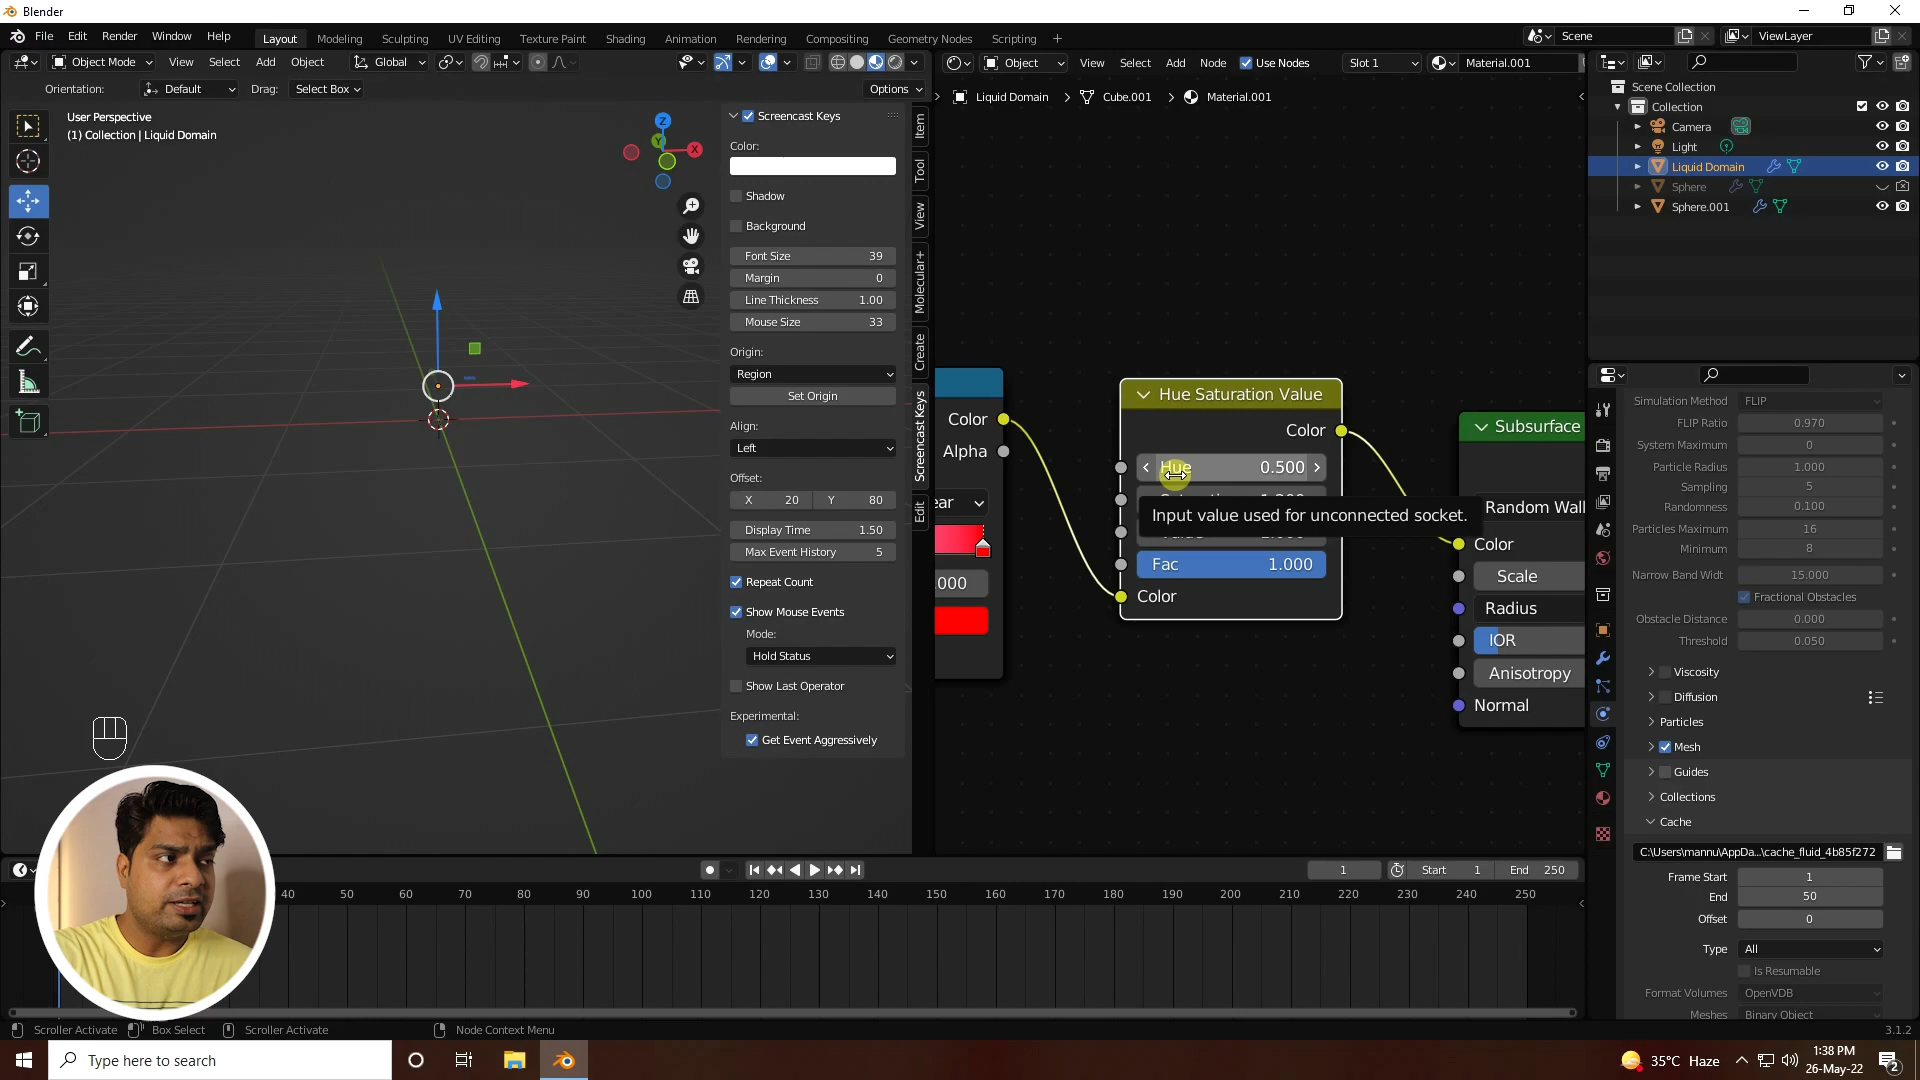 Blender
File Edit Render Window Help
Layout Modeling Sculpting UV Editing Texture Paint Shading Animation Rendering Compositing Geometry Nodes Scripting
Scene
ViewLayer
Object Mode View Select Add Object Global
Object View Select Add Node Use Nodes Slot 1 Material.001
Orientation: Default Drag: Select Box Options
Liquid Domain Cube.001 Material.001
User Perspective
(1) Collection | Liquid Domain
Z
Y
X
Screencast Keys
Color:
Shadow
Background
Font Size 39
Margin 0
Line Thickness 1.00
Mouse Size 33
Origin:
Region
Set Origin
Align:
Left
Offset:
X 20 Y 80
Display Time 1.50
Max Event History 5
Repeat Count
Show Mouse Events
Mode:
Hold Status
Show Last Operator
Experimental:
Get Event Aggressively
Item
Tool
View
Molecular+
Create
Screencast Keys
Edit
Color
Alpha
Hue Saturation Value
Color
Hue 0.500
Input value used for unconnected socket.
Fac 1.000
Color
Subsurface
Random Wall
Color
Scale
Radius
IOR
Anisotropy
Normal
Scene Collection
Collection
Camera
Light
Liquid Domain
Sphere
Sphere.001
Simulation Method FLIP
FLIP Ratio 0.970
System Maximum 0
Particle Radius 1.000
Sampling 5
Randomness 0.100
Particles Maximum 16
Minimum 8
Narrow Band Widt 15.000
Fractional Obstacles
Obstacle Distance 0.000
Threshold 0.050
Viscosity
Diffusion
Particles
Mesh
Guides
Collections
Cache
C:\Users\mannu\AppDa...\cache_fluid_4b85f272
Frame Start 1
End 50
Offset 0
Type All
Is Resumable
Format Volumes OpenVDB
Meshes Binary Object
1 Start 1 End 250
40 50 60 70 80 90 100 110 120 130 140 150 160 170 180 190 200 210 220 230 240 250
Scroller Activate Box Select Scroller Activate Node Context Menu 3.1.2
Type here to search
35°C Haze
1:38 PM
26-May-22
2